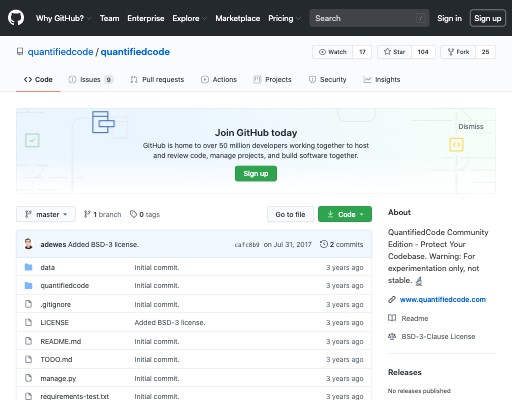 Why GitHub? Team Enterprise Explore Marketplace Pricing Search / Sign in Sign up
quantifiedcode / quantifiedcode Watch 17 Star 104 Fork 25
Code Issues 9 Pull requests Actions Projects Security Insights
Dismiss
Join GitHub today
GitHub is home to over 50 million developers working together to host
and review code, manage projects, and build software together.
Sign up
master 1 branch 0 tags Go to file Code
adewes Added BSD-3 license. cafc8b9 on Jul 31, 2017 2 commits
data Initial commit. 3 years ago
quantifiedcode Initial commit. 3 years ago
.gitignore Initial commit. 3 years ago
LICENSE Added BSD-3 license. 3 years ago
README.md Initial commit. 3 years ago
TODO.md Initial commit. 3 years ago
manage.py Initial commit. 3 years ago
requirements-test.txt Initial commit. 3 years ago
About
QuantifiedCode Community
Edition - Protect Your
Codebase. Warning: For
experimentation only, not
stable. 🔬
www.quantifiedcode.com
Readme
BSD-3-Clause License
Releases
No releases published